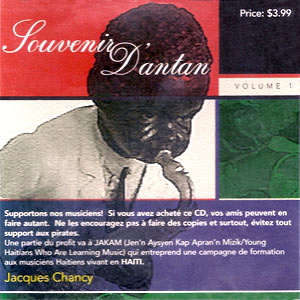 Price: $3.99
Souvenir
D'antan
VOLUME 1
Supportons nos musiciens! Si vous avez acheté ce CD, vos amis peuvent en
faire autant. Ne les encouragez pas à faire des copies et surtout, évitez tout
support aux pirates.
Une partie du profit va à JAKAM (Jen'n Aysyen Kap Apran'n Mizik/Young
Haitians Who Are Learning Music) qui entreprend une campagne de formation
aux musiciens Haitiens vivant en HAITI.
Jacques Chancy